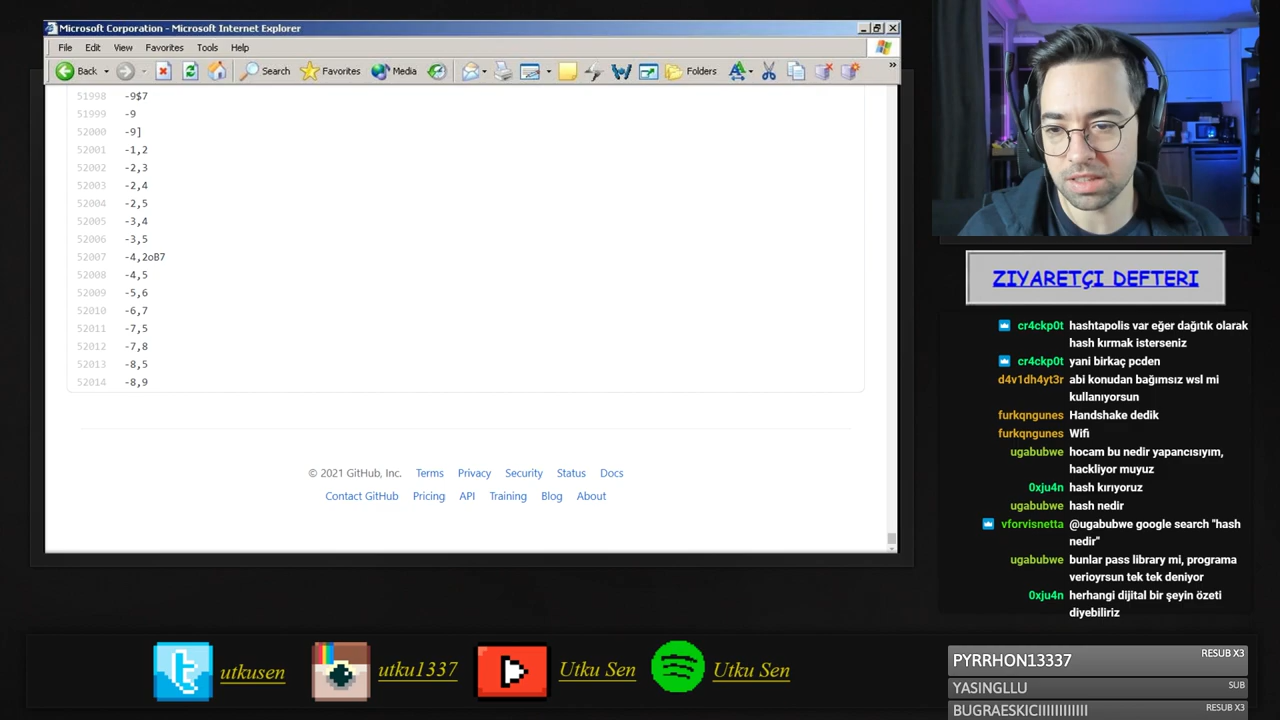 Microsoft Corporation - Microsoft Internet Explorer
File Edit View Favorites Tools Help
Back Search Favorites Media Folders »
51998 -9$7
51999 -9
52000 -9]
52001 -1,2
52002 -2,3
52003 -2,4
52004 -2,5
52005 -3,4
52006 -3,5
52007 -4,2oB7
52008 -4,5
52009 -5,6
52010 -6,7
52011 -7,5
52012 -7,8
52013 -8,5
52014 -8,9
© 2021 GitHub, Inc. Terms Privacy Security Status Docs
Contact GitHub Pricing API Training Blog About
ZIYARETÇI DEFTERI
cr4ckp0t hashtapolis var eğer dağıtık olarak
hash kırmak isterseniz
cr4ckp0t yani birkaç pcden
d4v1dh4yt3r abi konudan bağımsız wsl mi
kullanıyorsun
furkqngunes Handshake dedik
furkqngunes Wifi
ugabubwe hocam bu nedir yapancısıyım,
hackliyor muyuz
0xju4n hash kırıyoruz
ugabubwe hash nedir
vforvisnetta @ugabubwe google search "hash
nedir"
ugabubwe bunlar pass library mi, programa
verioyrsun tek tek deniyor
0xju4n herhangi dijital bir şeyin özeti
diyebiliriz
utkusen utku1337 Utku Sen Utku Sen
PYRRHON13337 RESUB X3
YASINGLLU SUB
BUGRAESKICIIIIIIIIIIII RESUB X3